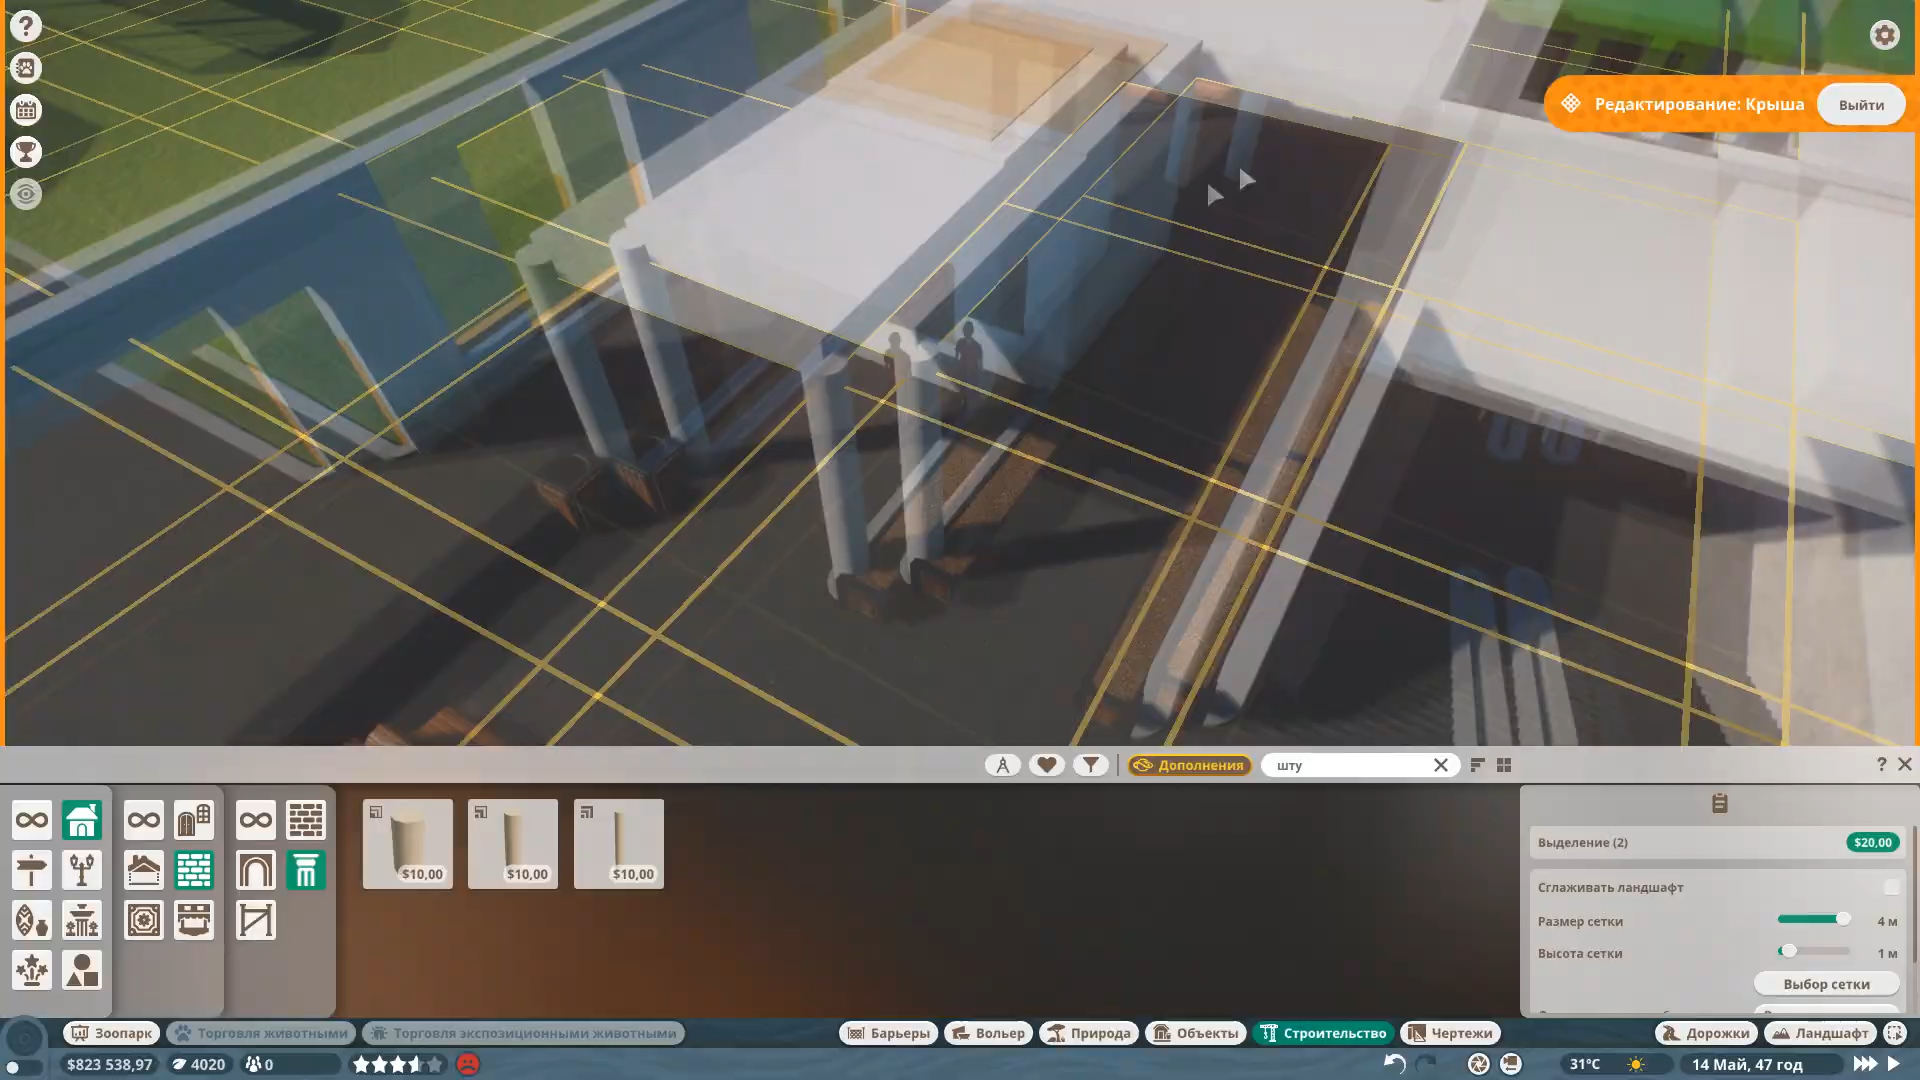 Редактирование: Крыша
Выйти
Дополнения
шту
$10,00
$10,00
$10,00
Выделение (2)
$20,00
Сглаживать ландшафт
Размер сетки
4 м
Высота сетки
1 м
Выбор сетки
Зоопарк
Торговля животными
Торговля экспозиционными животными
Барьеры
Вольер
Природа
Объекты
Строительство
Чертежи
Дорожки
Ландшафт
$823 538,97
4020
0
31°C
14 Май, 47 год